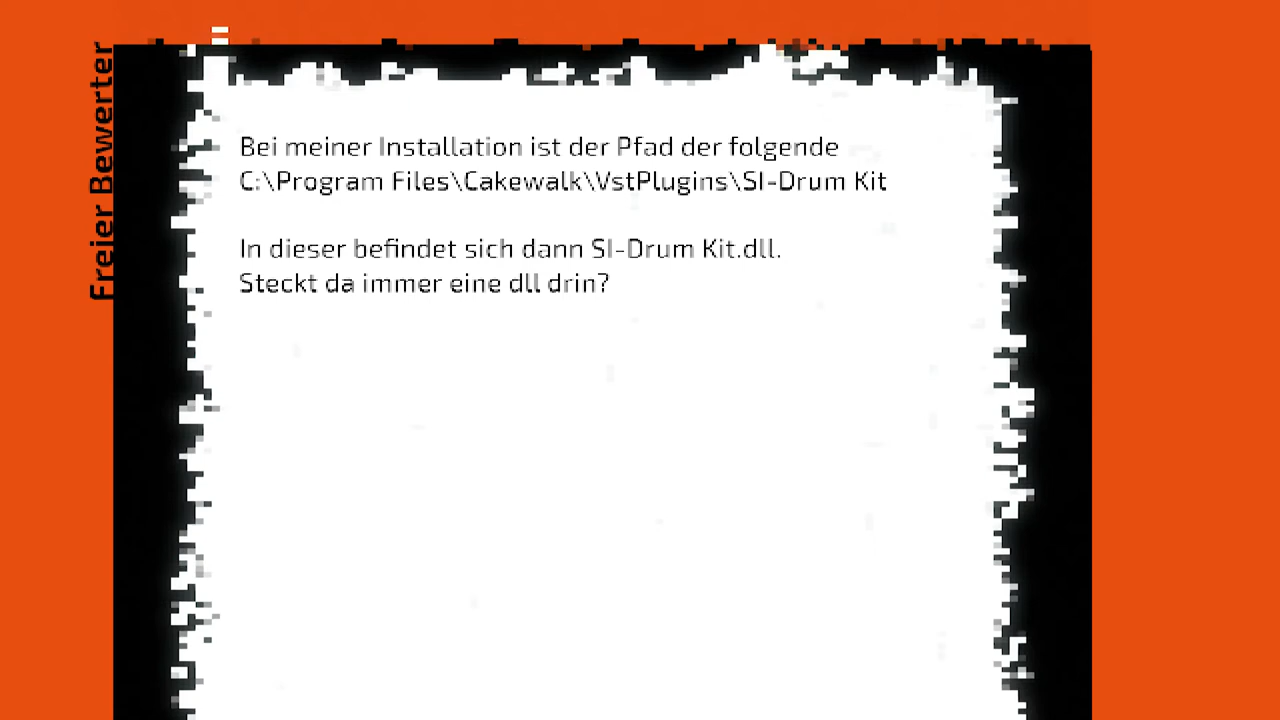 Freier Bewerter
Bei meiner Installation ist der Pfad der folgende
C:\Program Files\Cakewalk\VstPlugins\SI-Drum Kit
In dieser befindet sich dann SI-Drum Kit.dll.
Steckt da immer eine dll drin?